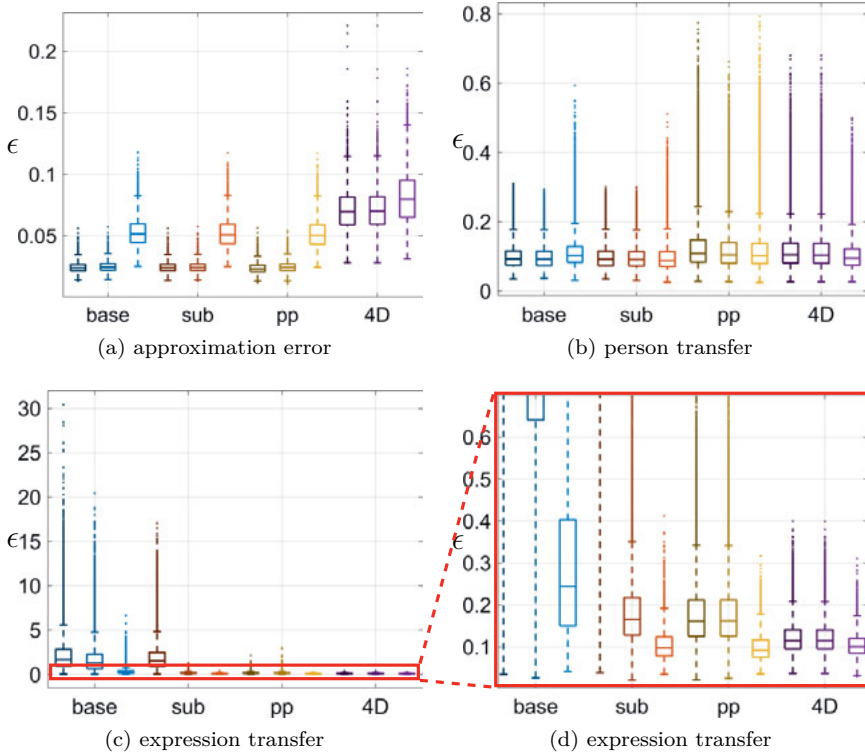 0.2
0.15
ϵ
0.1
0.05
base sub pp 4D
(a) approximation error
0.8
0.6
ϵ
0.4
0.2
0
base sub pp 4D
(b) person transfer
30
25
20
ϵ
15
10
5
0
base sub pp 4D
(c) expression transfer
0.6
0.5
0.4
ϵ
0.3
0.2
0.1
base sub pp 4D
(d) expression transfer